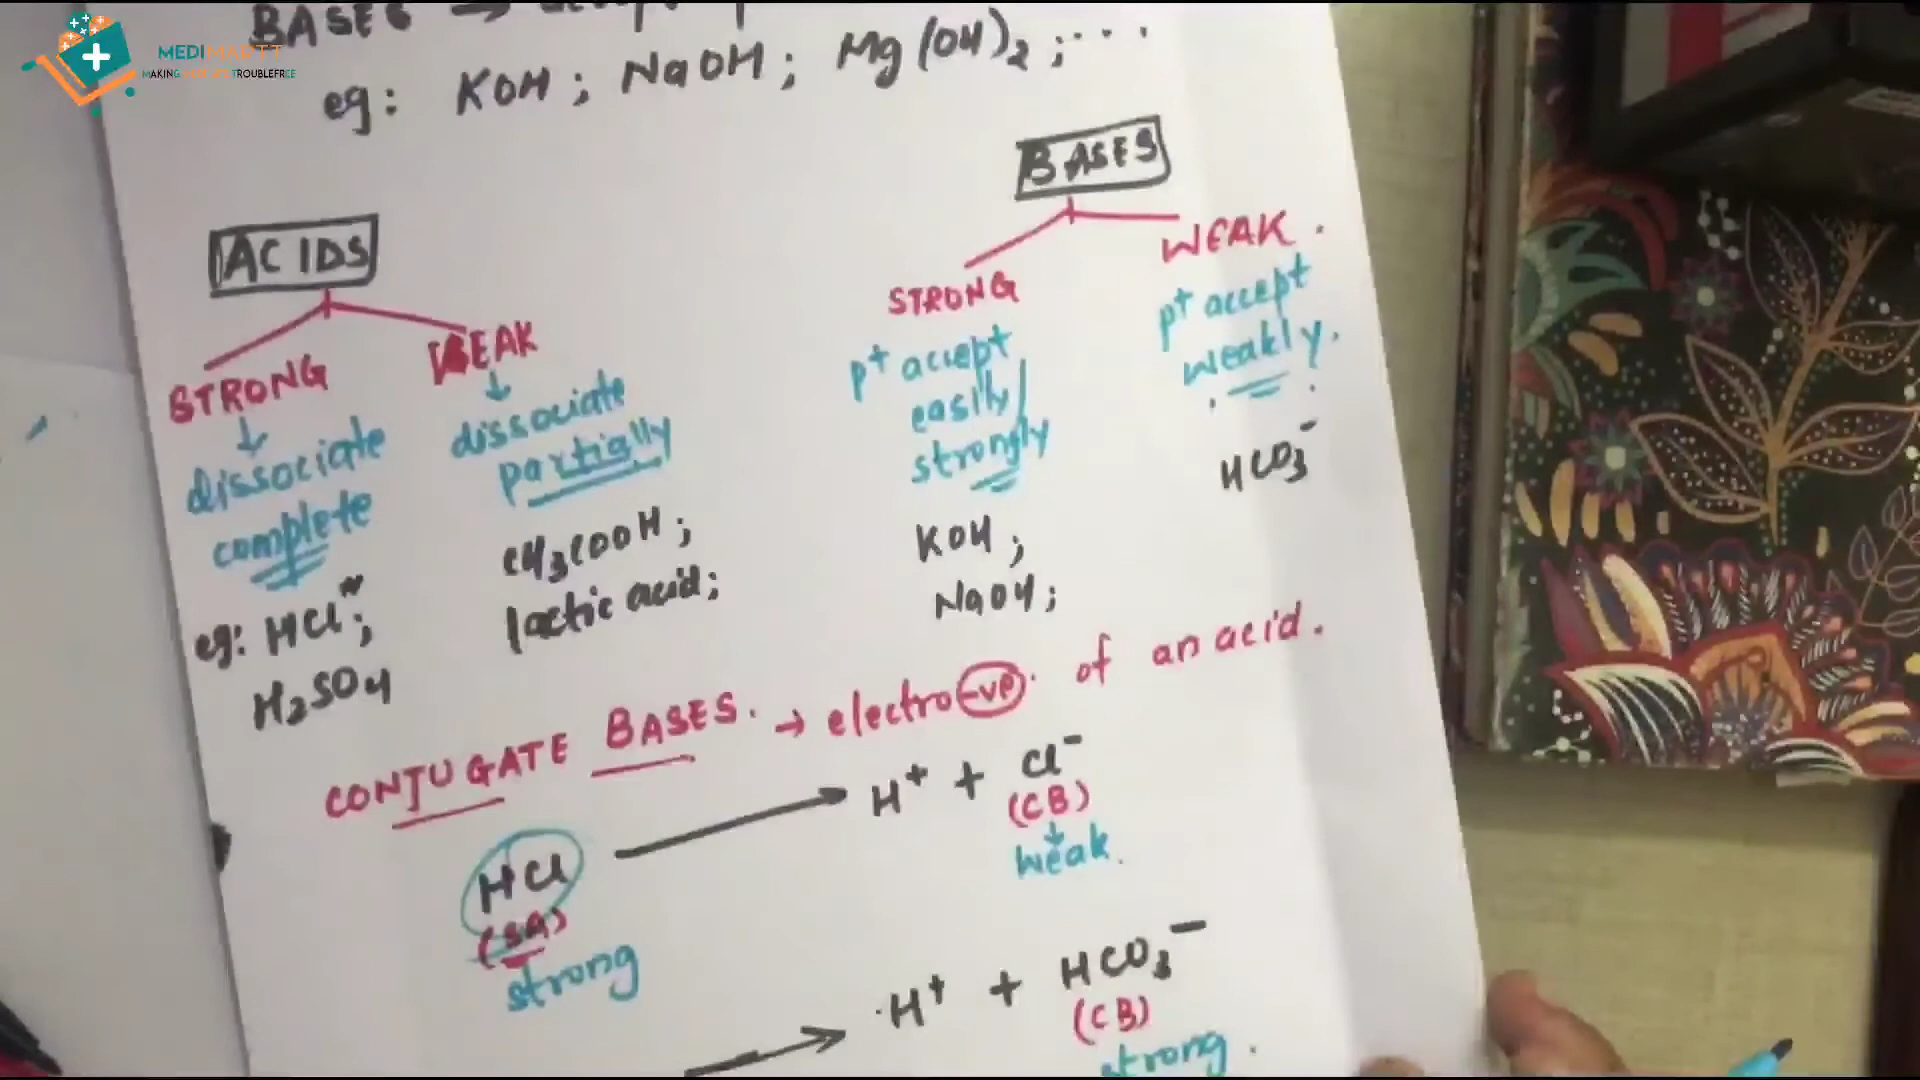 MEDIMARTT
BASES →
eg: KOH ; NaOH ; Mg(OH)₂ ; ...
ACIDS
STRONG
↓
dissociate
complete
eg: HCl ;
H₂SO₄
WEAK
↓
dissociate
partially
CH₃COOH ;
lactic acid ;
BASES
STRONG
p⁺ accept
easily/
strongly
KOH ;
NaOH ;
WEAK .
p⁺ accept
weakly.
HCO₃⁻
CONJUGATE BASES. → electro -ve. of an acid.
HCl → H⁺ + Cl⁻
(SA)
strong
(CB)
↓
weak.
→ H⁺ + HCO₃⁻
(CB)
strong.